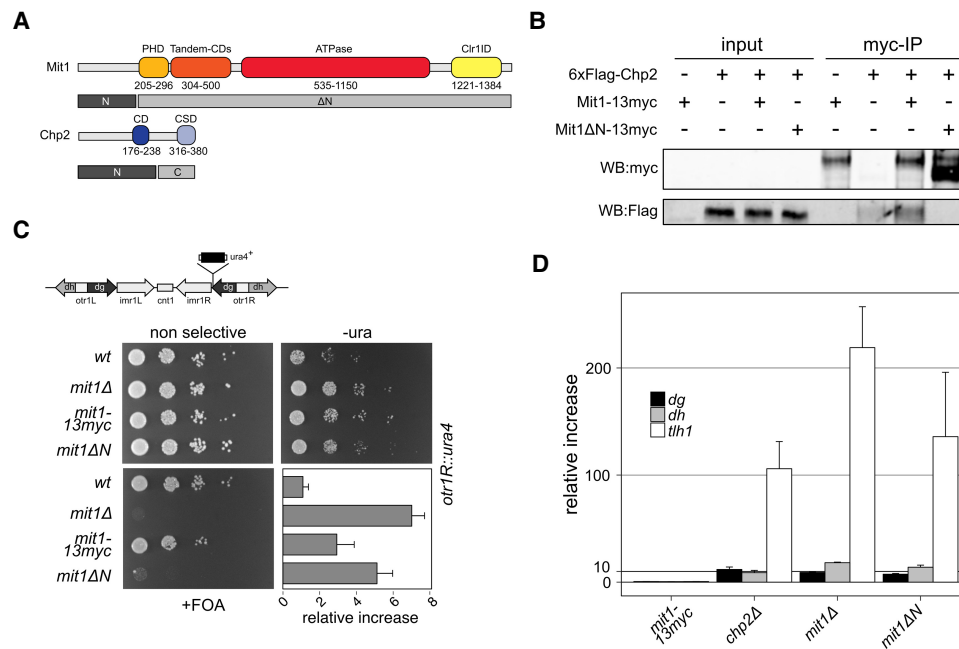 A
PHD Tandem-CDs ATPase Clr1ID
Mit1
205-296 304-500 535-1150 1221-1384
N ΔN
CD CSD
Chp2
176-238 316-380
N C
B
input myc-IP
6xFlag-Chp2 - + + + - + + +
Mit1-13myc + - + - + - + -
Mit1ΔN-13myc - - - + - - - +
WB:myc
WB:Flag
C
ura4+
dh dg dg dh
otr1L imr1L cnt1 imr1R otr1R
non selective -ura
wt
mit1Δ
mit1-
13myc
mit1ΔN
wt
mit1Δ
mit1-
13myc
mit1ΔN
+FOA
0 2 4 6 8
relative increase
otr1R::ura4
D
relative increase
200
100
10
0
dg
dh
tlh1
mit1-
13myc
chp2Δ
mit1Δ
mit1ΔN